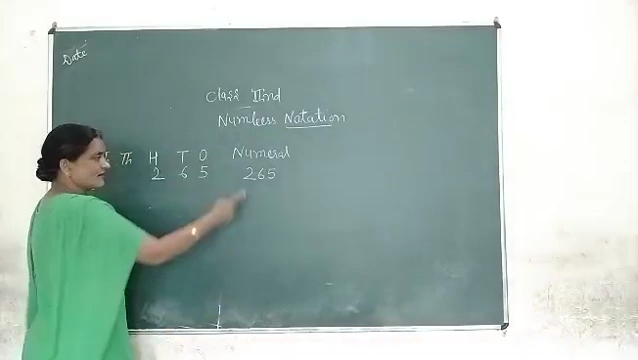 Date
Class IInd
Numbers Notation
Th H T O Numeral
2 6 5 265